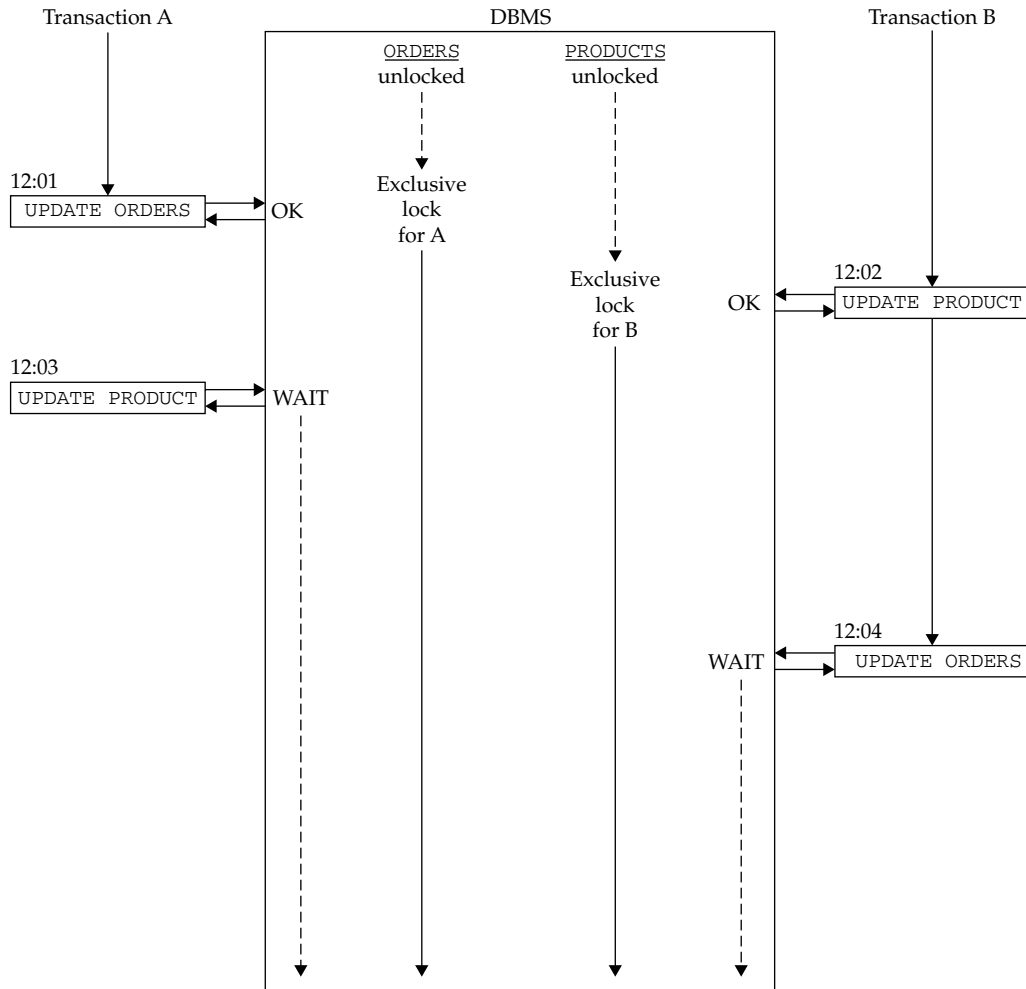 Transaction A
DBMS
Transaction B
ORDERS
unlocked
PRODUCTS
unlocked
12:01
UPDATE ORDERS
OK
Exclusive
lock
for A
12:02
UPDATE PRODUCT
OK
Exclusive
lock
for B
12:03
UPDATE PRODUCT
WAIT
12:04
UPDATE ORDERS
WAIT